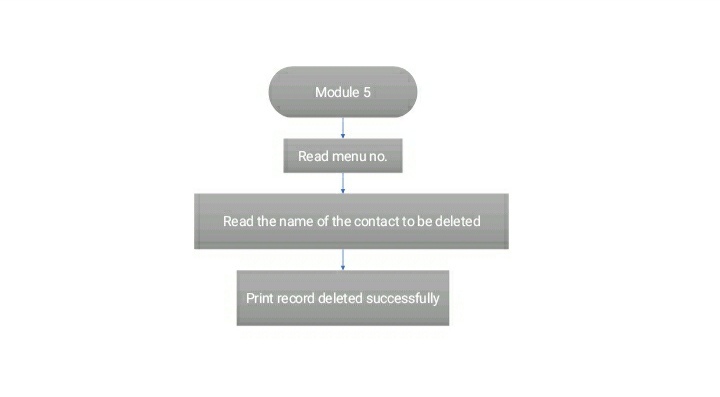 Module 5
Read menu no.
Read the name of the contact to be deleted
Print record deleted successfully